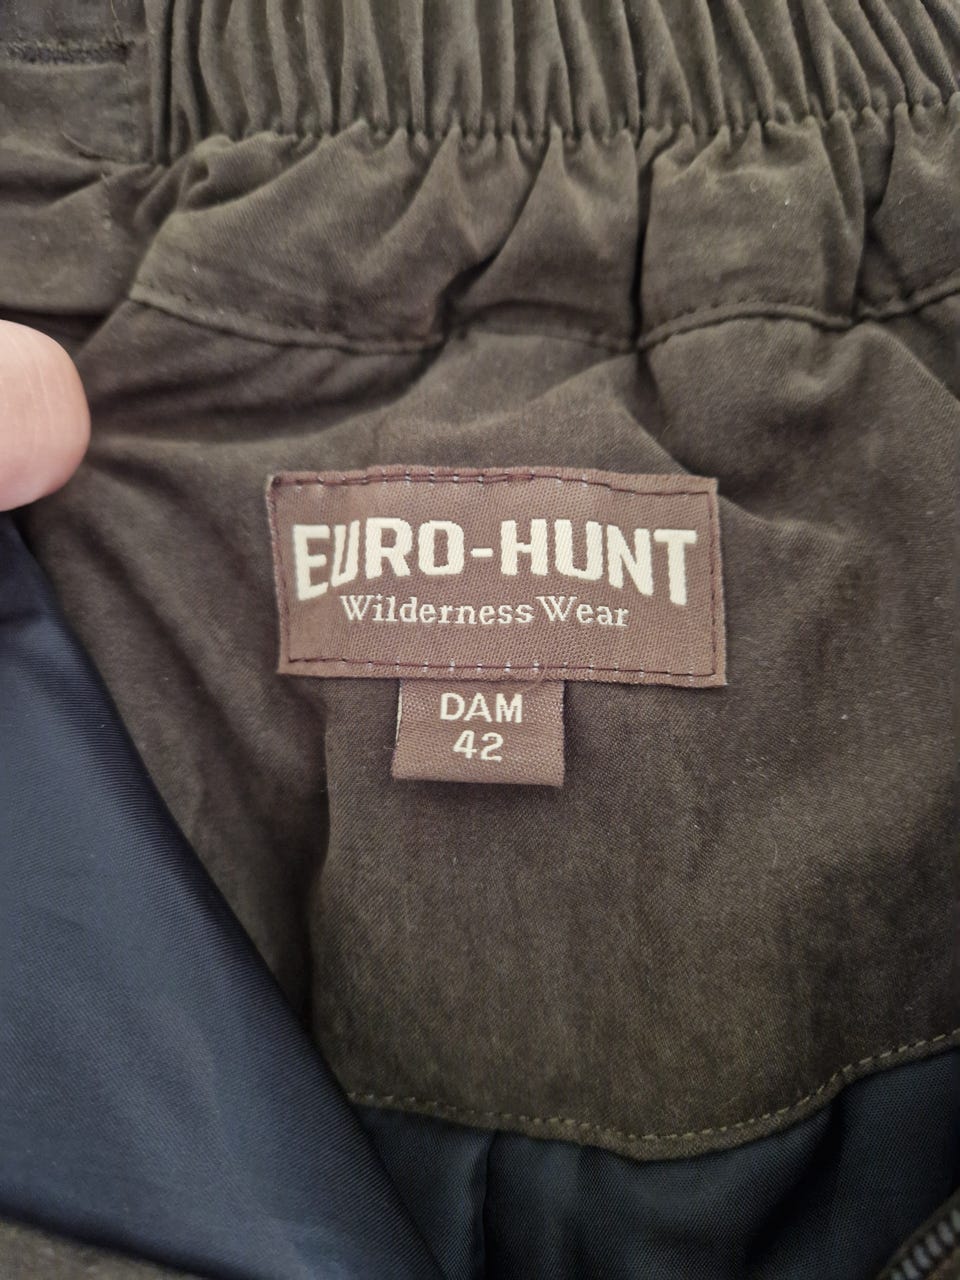 EURO-HUNT
Wilderness Wear
DAM
42